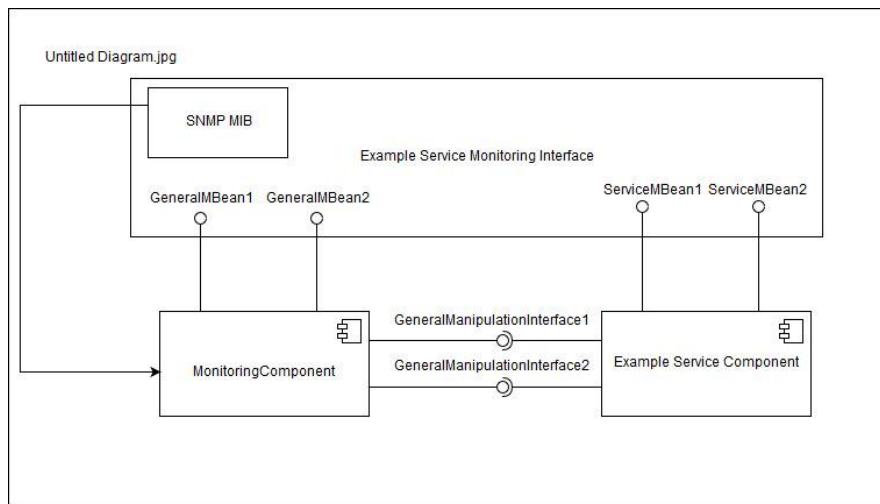 Untitled Diagram.jpg
SNMP MIB
Example Service Monitoring Interface
GeneralMBean1
GeneralMBean2
ServiceMBean1
ServiceMBean2
GeneralManipulationInterface1
GeneralManipulationInterface2
MonitoringComponent
Example Service Component